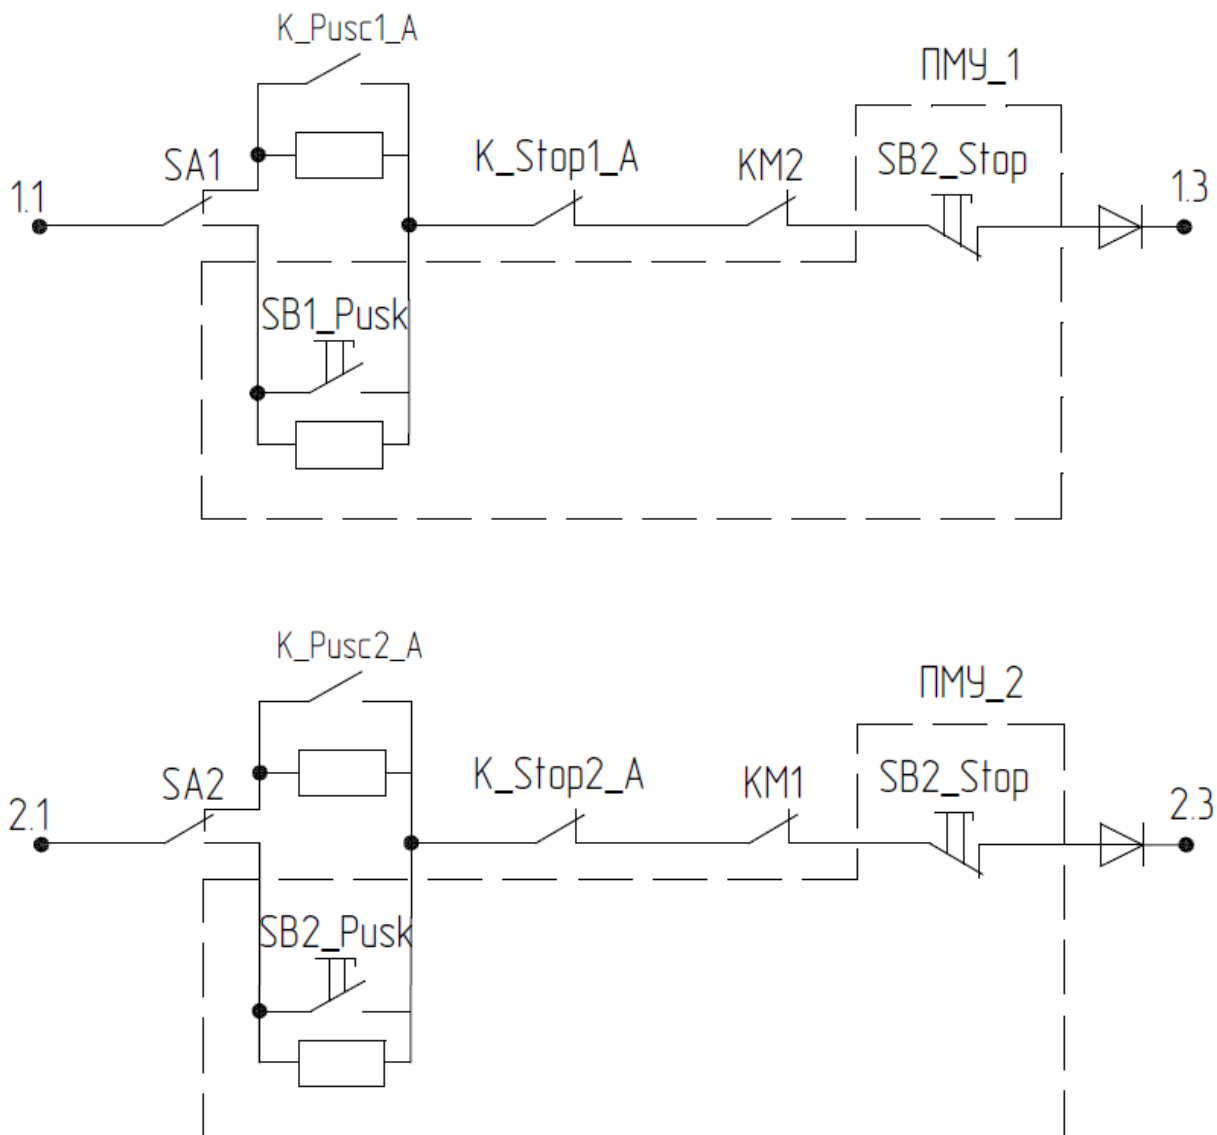 K_Pusc1_A
ПМУ_1
SA1
K_Stop1_A
KM2
SB2_Stop
1.1
1.3
SB1_Pusk
K_Pusc2_A
ПМУ_2
SA2
K_Stop2_A
KM1
SB2_Stop
2.1
2.3
SB2_Pusk